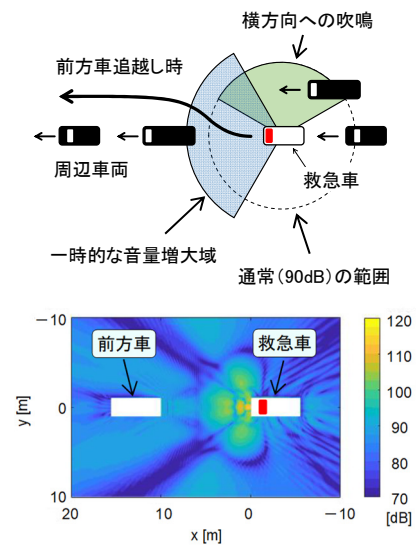 横方向への吹鳴
前方車追越し時
周辺車両
救急車
一時的な音量増大域
通常(90dB)の範囲
-10
0
10
y [m]
前方車
救急車
20
10
0
-10
x [m]
120
110
100
90
80
70
[dB]